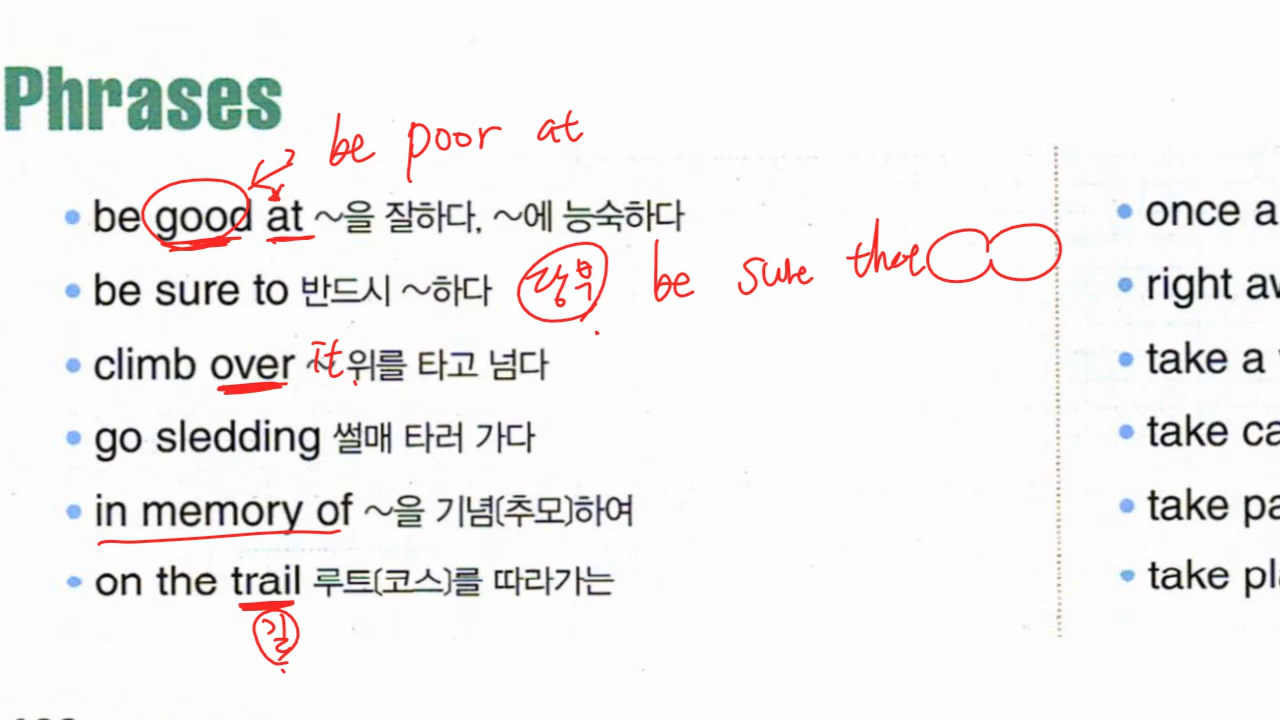 Phrases
be poor at
• be good at ~을 잘하다, ~에 능숙하다
• be sure to 반드시 ~하다 당부 be sure that
• climb over ~ it 위를 타고 넘다
• go sledding 썰매 타러 가다
• in memory of ~을 기념(추모)하여
• on the trail 루트(코스)를 따라가는
길
• once a
• right aw
• take a
• take ca
• take pa
• take pla